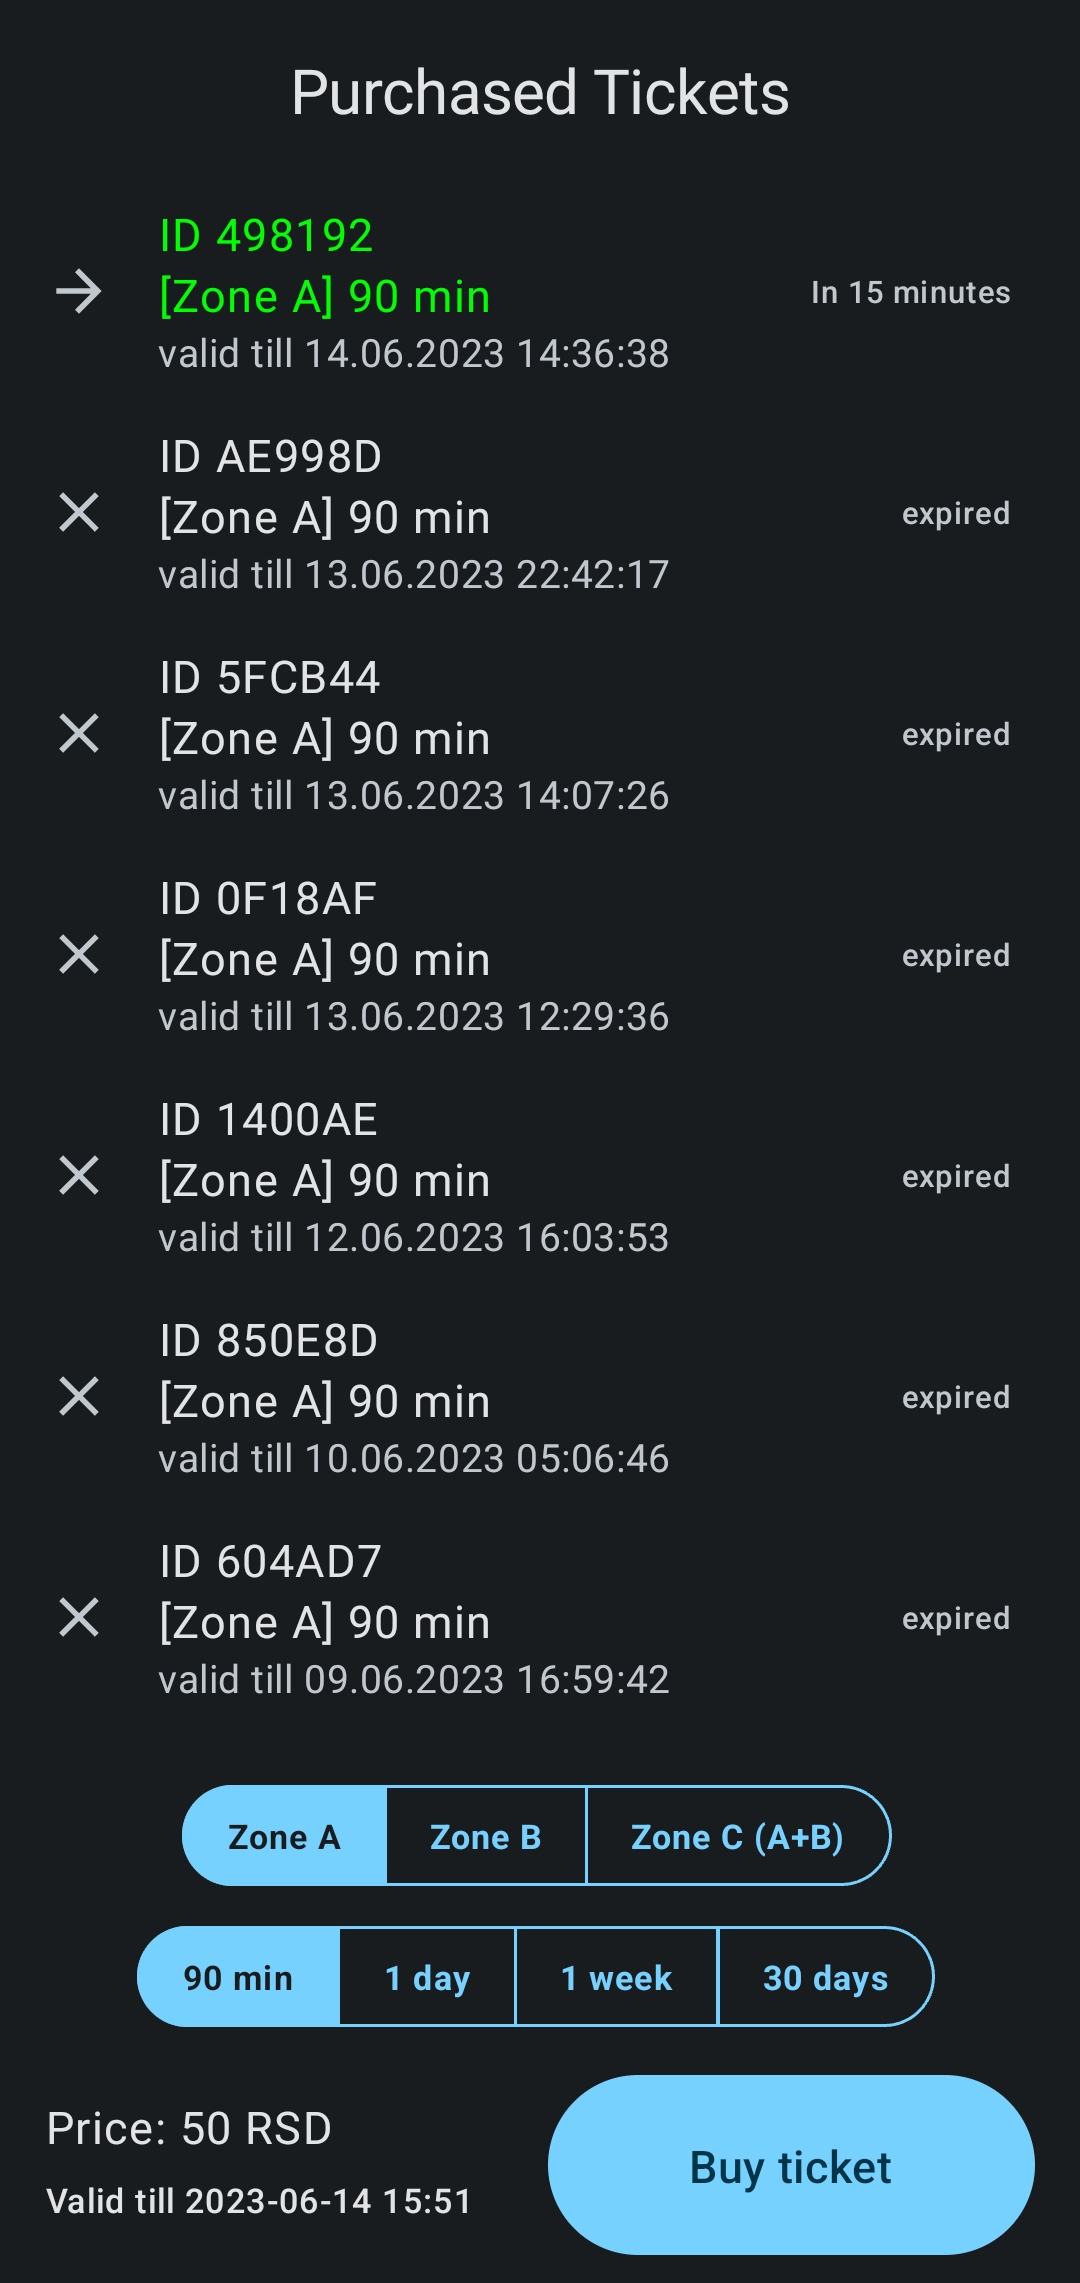 Purchased Tickets
ID 498192
[Zone A] 90 min
In 15 minutes
valid till 14.06.2023 14:36:38
ID AE998D
[Zone A] 90 min
expired
valid till 13.06.2023 22:42:17
ID 5FCB44
[Zone A] 90 min
expired
valid till 13.06.2023 14:07:26
ID 0F18AF
[Zone A] 90 min
expired
valid till 13.06.2023 12:29:36
ID 1400AE
[Zone A] 90 min
expired
valid till 12.06.2023 16:03:53
ID 850E8D
[Zone A] 90 min
expired
valid till 10.06.2023 05:06:46
ID 604AD7
[Zone A] 90 min
expired
valid till 09.06.2023 16:59:42
Zone A
Zone B
Zone C (A+B)
90 min
1 day
1 week
30 days
Price: 50 RSD
Valid till 2023-06-14 15:51
Buy ticket